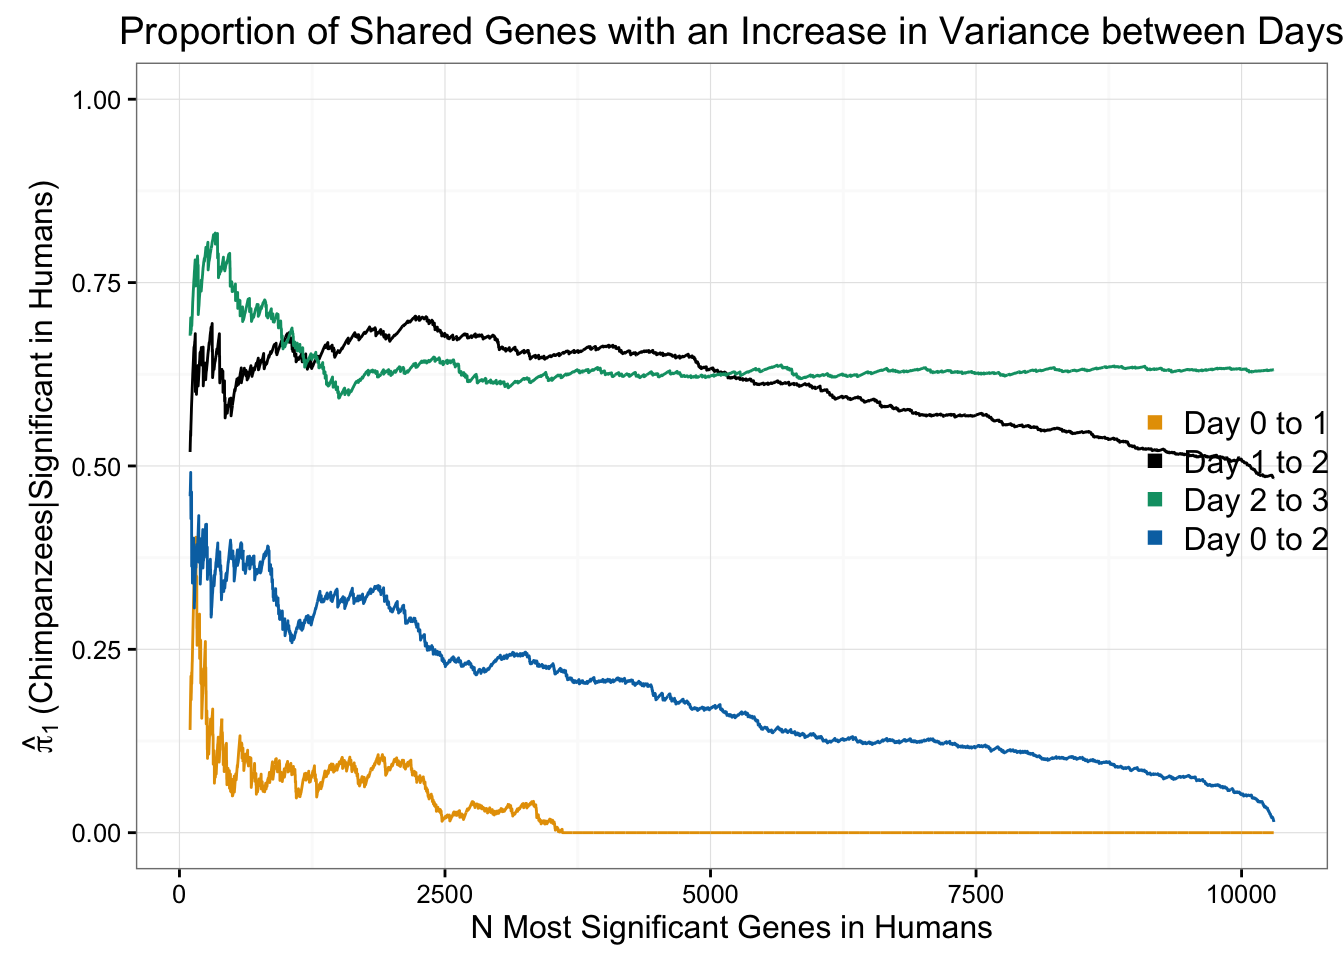 Proportion of Shared Genes with an Increase in Variance between Days
π̂1 (Chimpanzees|Significant in Humans)
1.00
0.75
0.50
0.25
0.00
Day 0 to 1
Day 1 to 2
Day 2 to 3
Day 0 to 2
0 2500 5000 7500 10000
N Most Significant Genes in Humans